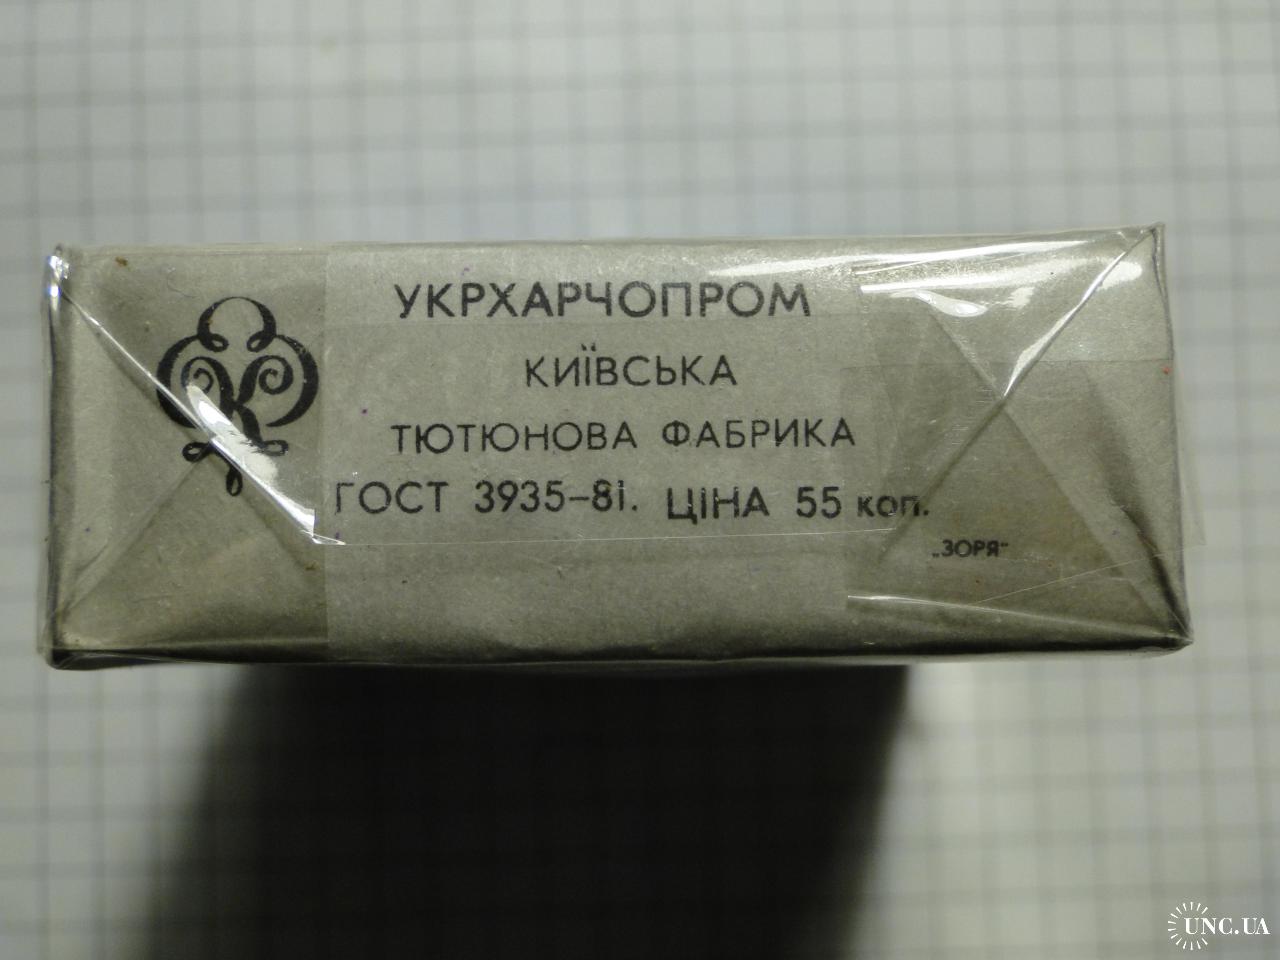 УКРХАРЧОПРОМ
КИЇВСЬКА
ТЮТЮНОВА ФАБРИКА
ГОСТ 3935–81. ЦІНА 55 коп.
„ЗОРЯ“
UNC.UA